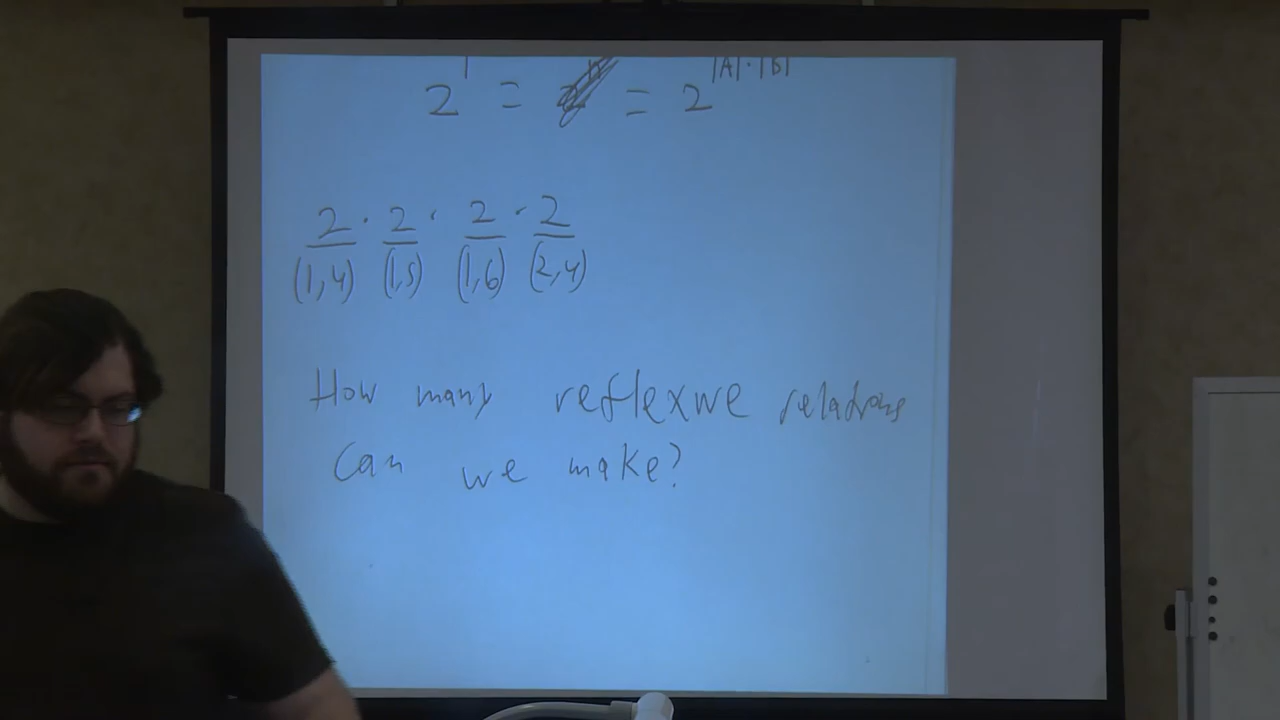 2 = = 2^|A|·|B|
2 · 2 · 2 · 2
(1,4) (1,5) (1,6) (2,4)
How many reflexive relations
can we make?